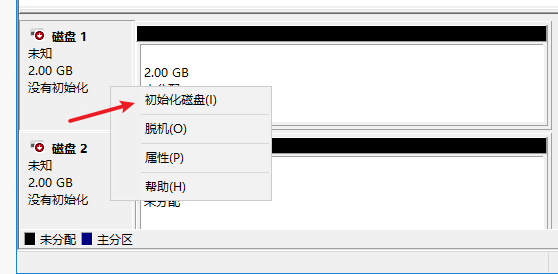 磁盘 1
未知
2.00 GB
没有初始化
2.00 GB
初始化磁盘(I)
脱机(O)
属性(P)
帮助(H)
磁盘 2
未知
2.00 GB
没有初始化
未分配
未分配 主分区